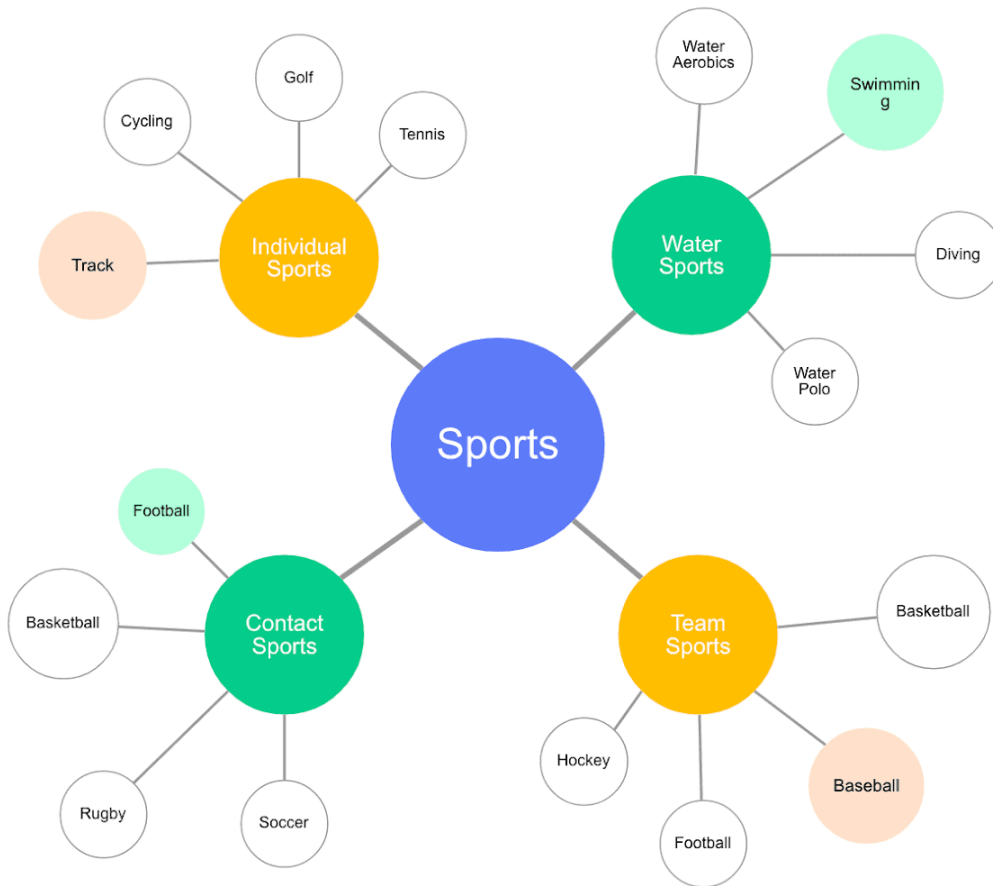 Golf
Cycling
Tennis
Track
Individual
Sports
Water
Aerobics
Swimmin
g
Water
Sports
Diving
Water
Polo
Sports
Football
Basketball
Contact
Sports
Rugby
Soccer
Team
Sports
Basketball
Hockey
Baseball
Football